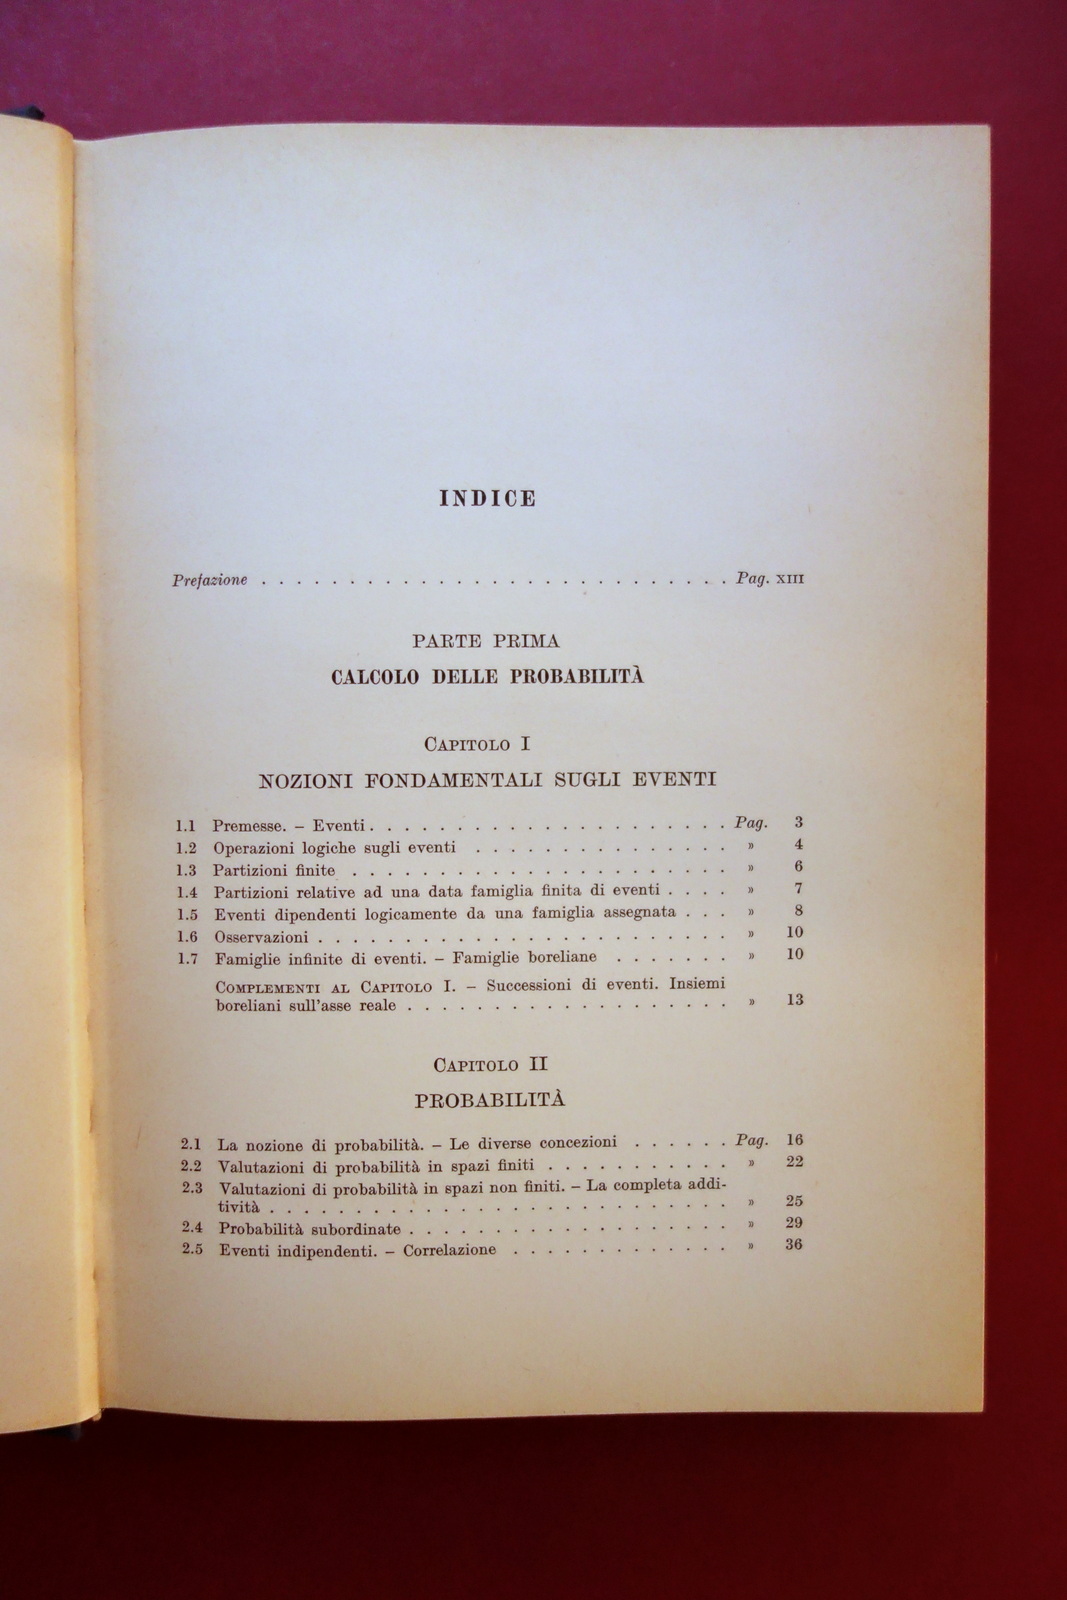 INDICE
Prefazione . . . . . . . . . . . . . . . . . . . . . . . . . . . Pag. XIII
PARTE PRIMA
CALCOLO DELLE PROBABILITÀ
CAPITOLO I
NOZIONI FONDAMENTALI SUGLI EVENTI
1.1 Premesse. – Eventi . . . . . . . . . . . . . . . . . . . . . Pag. 3
1.2 Operazioni logiche sugli eventi . . . . . . . . . . . . . . . » 4
1.3 Partizioni finite . . . . . . . . . . . . . . . . . . . . . . » 6
1.4 Partizioni relative ad una data famiglia finita di eventi . . . . » 7
1.5 Eventi dipendenti logicamente da una famiglia assegnata . . . » 8
1.6 Osservazioni . . . . . . . . . . . . . . . . . . . . . . . . » 10
1.7 Famiglie infinite di eventi. – Famiglie boreliane . . . . . . . » 10
COMPLEMENTI AL CAPITOLO I. – Successioni di eventi. Insiemi
boreliani sull'asse reale . . . . . . . . . . . . . . . . . . . » 13
CAPITOLO II
PROBABILITÀ
2.1 La nozione di probabilità. – Le diverse concezioni . . . . . . Pag. 16
2.2 Valutazioni di probabilità in spazi finiti . . . . . . . . . . . » 22
2.3 Valutazioni di probabilità in spazi non finiti. – La completa addi-
tività . . . . . . . . . . . . . . . . . . . . . . . . . . . » 25
2.4 Probabilità subordinate . . . . . . . . . . . . . . . . . . . » 29
2.5 Eventi indipendenti. – Correlazione . . . . . . . . . . . . . » 36